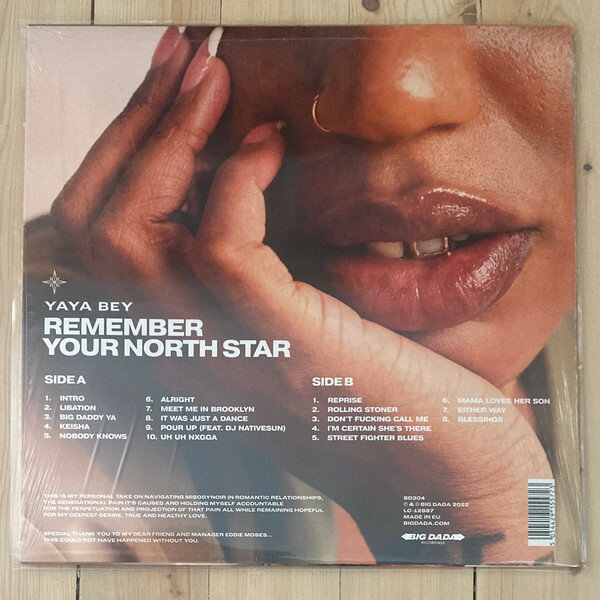 YAYA BEY
REMEMBER
YOUR NORTH STAR
SIDE A
1. INTRO
2. LIBATION
3. BIG DADDY YA
4. KEISHA
5. NOBODY KNOWS
6. ALRIGHT
7. MEET ME IN BROOKLYN
8. IT WAS JUST A DANCE
9. POUR UP (FEAT. DJ NATIVESUN)
10. UH UH NXGGA
SIDE B
1. REPRISE
2. ROLLING STONER
3. DON'T FUCKING CALL ME
4. I'M CERTAIN SHE'S THERE
5. STREET FIGHTER BLUES
6. MAMA LOVES HER SON
7. EITHER WAY
8. BLESSINGS
THIS IS MY PERSONAL TAKE ON NAVIGATING MISOGYNOIR IN ROMANTIC RELATIONSHIPS,
THE GENERATIONAL PAIN IT'S CAUSED AND HOLDING MYSELF ACCOUNTABLE
FOR THE PERPETUATION AND PROJECTION OF THAT PAIN ALL WHILE REMAINING HOPEFUL
FOR MY DEEPEST DESIRE. TRUE AND HEALTHY LOVE.
SPECIAL THANK YOU TO MY DEAR FRIEND AND MANAGER EDDIE MOSES...
THIS COULD NOT HAVE HAPPENED WITHOUT YOU.
BD304
℗ & © BIG DADA 2022
LC-12887
MADE IN EU
BIGDADA.COM
BIG DADA
RECORDINGS